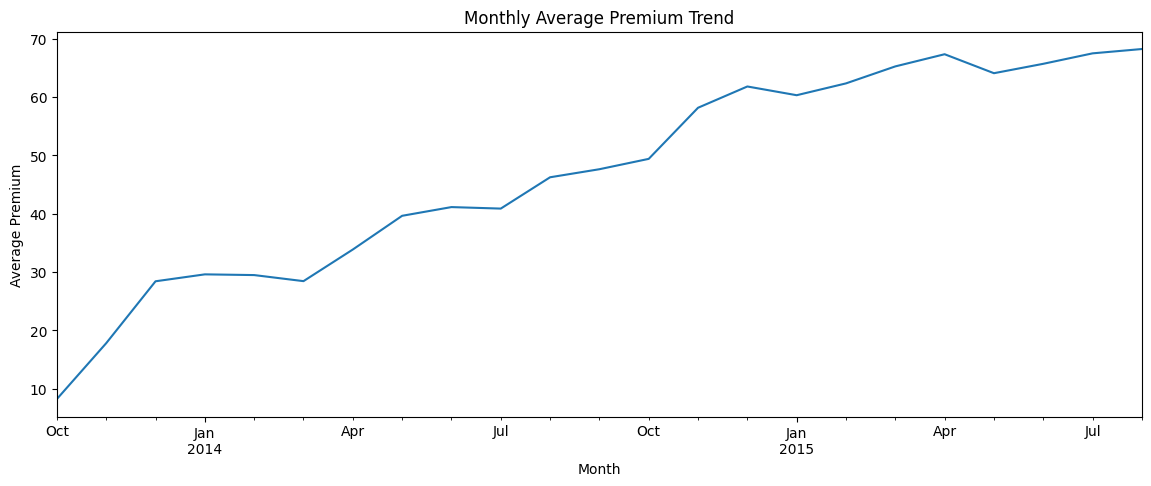 Monthly Average Premium Trend
70
60
50
40
30
20
10
Average Premium
Oct
Jan
2014
Apr
Jul
Oct
Jan
2015
Apr
Jul
Month